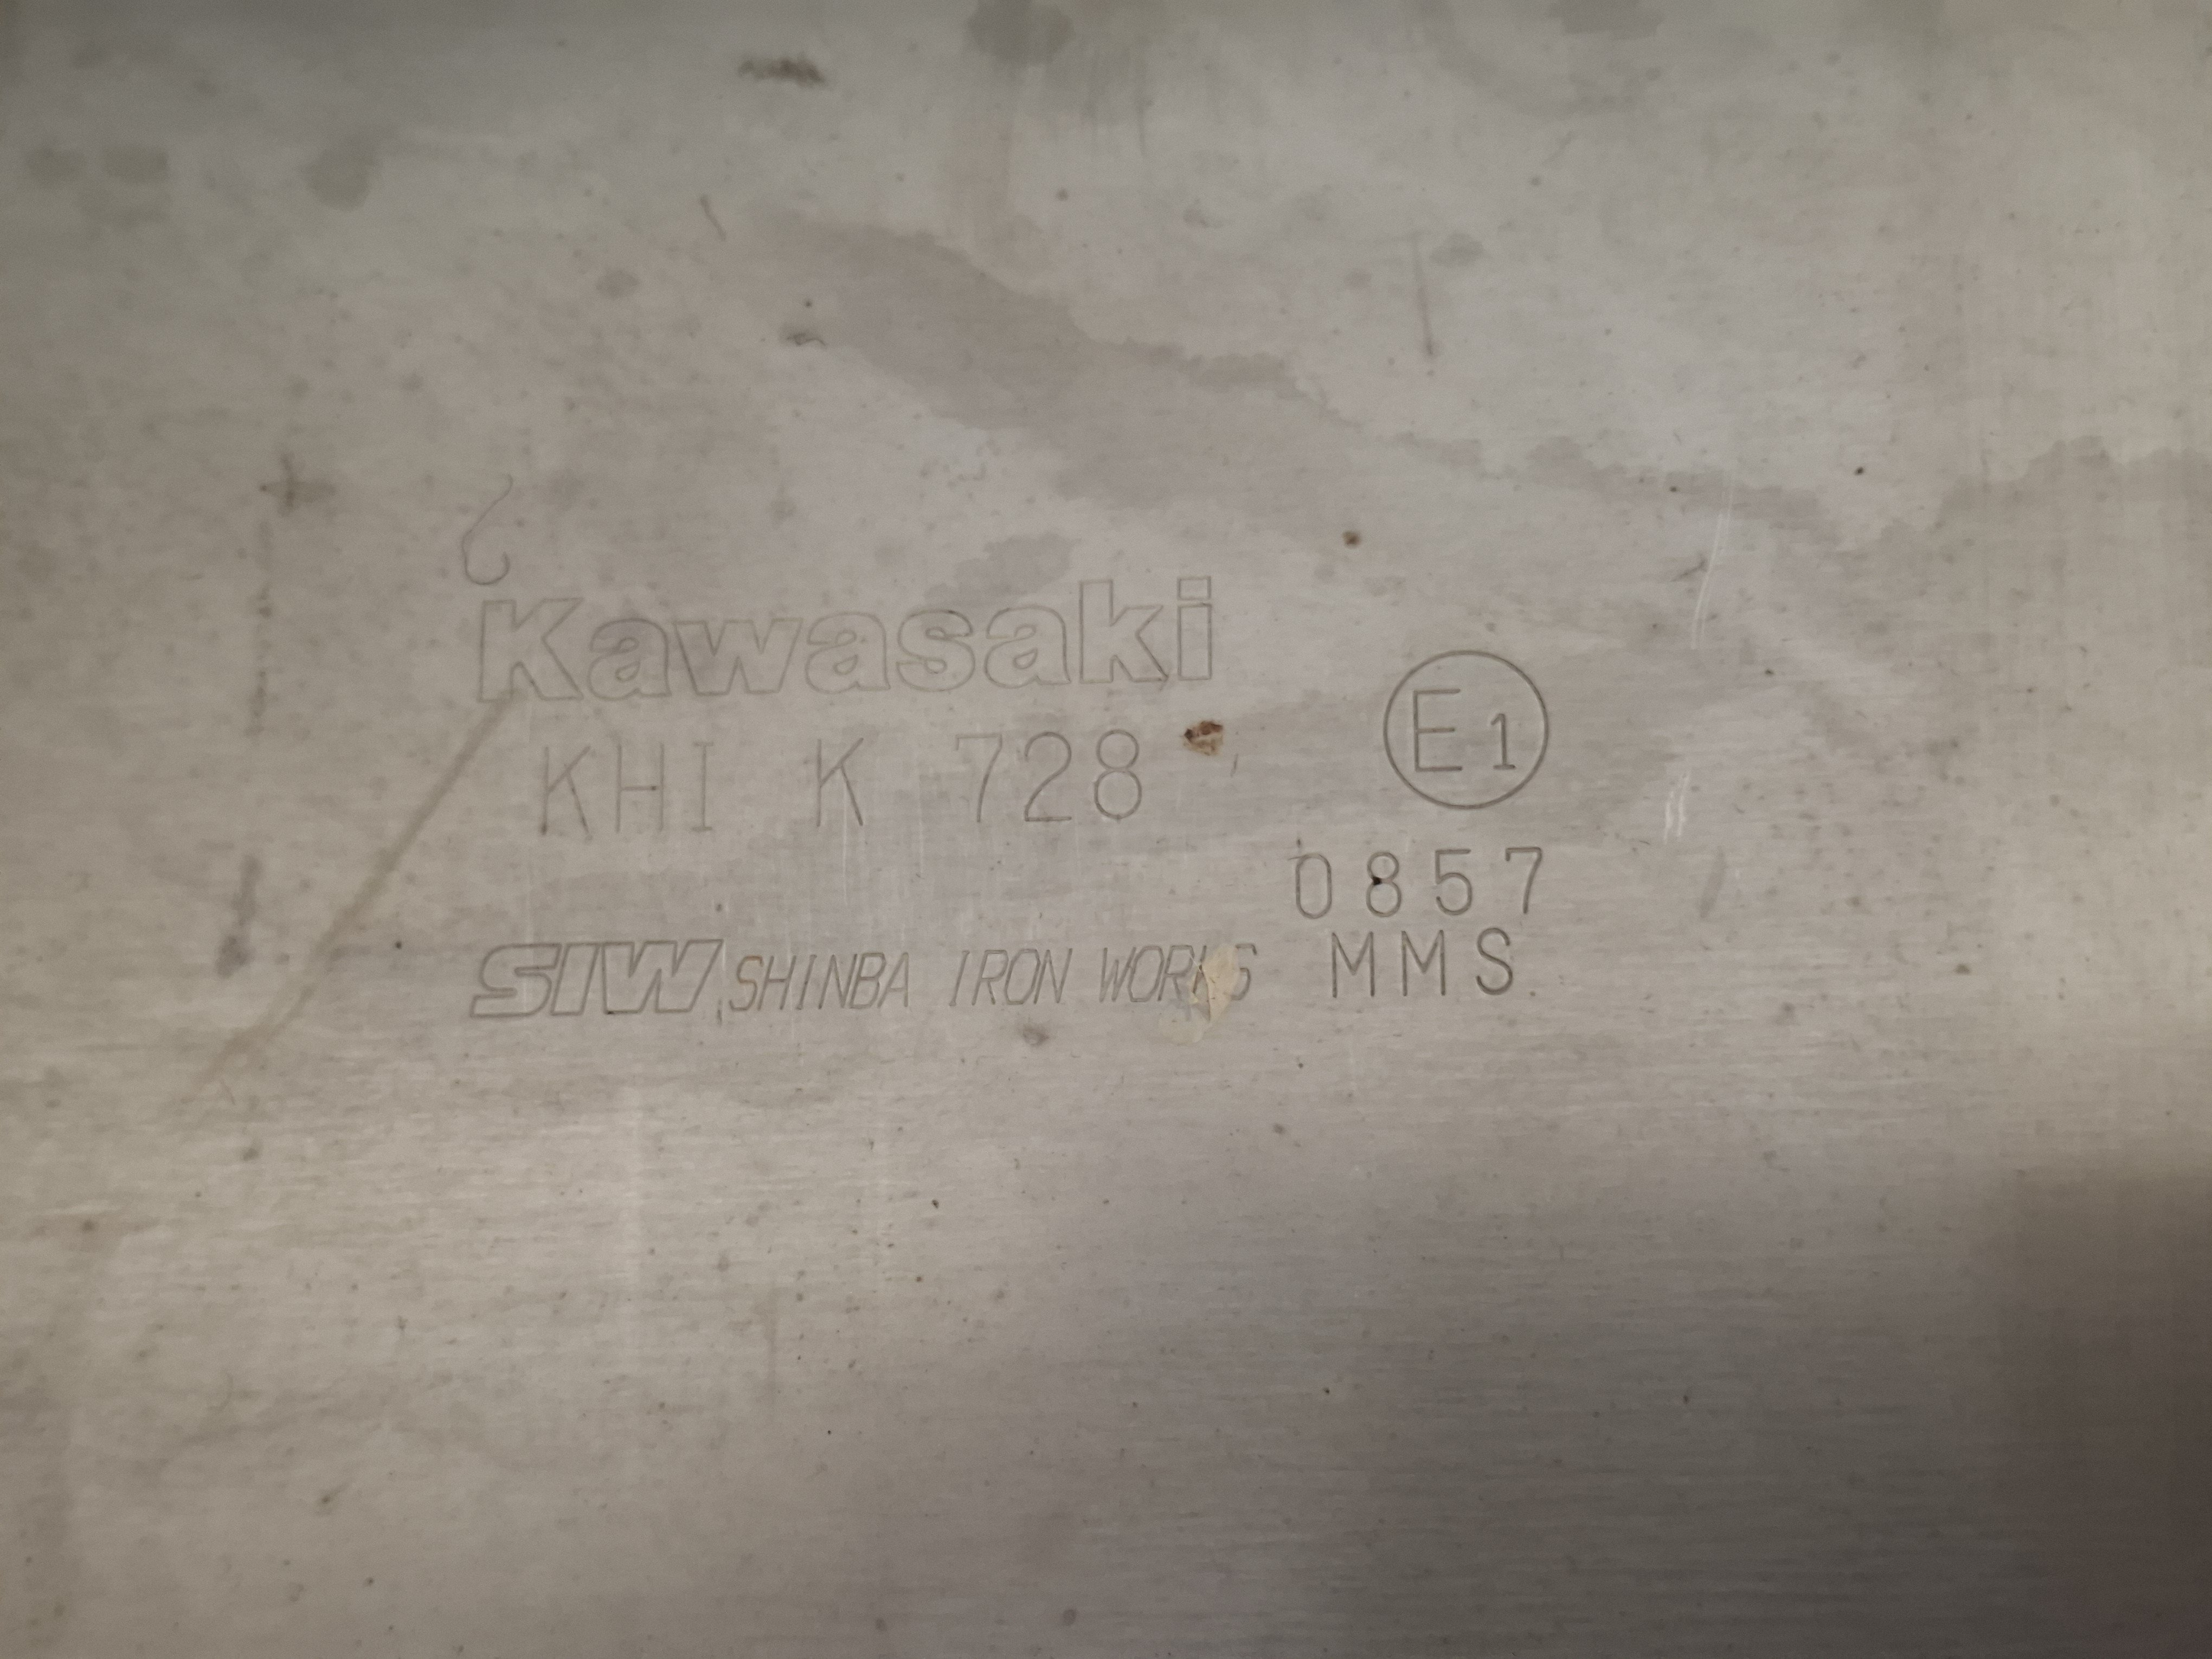 Kawasaki
KHI K 728
E1
0857
SIW SHINBA IRON WORKS MMS